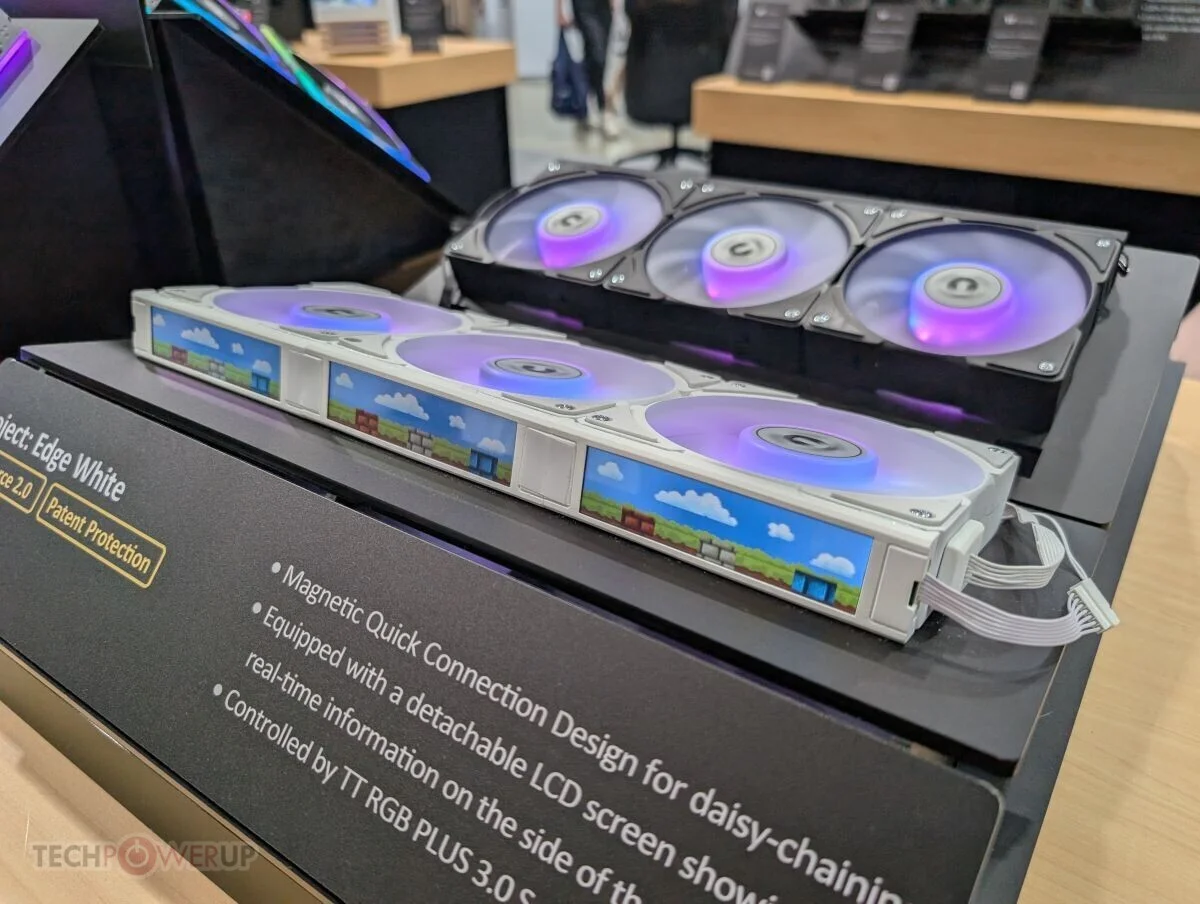 ject: Edge White
rce 2.0
Patent Protection
• Magnetic Quick Connection Design for daisy-chaining
• Equipped with a detachable LCD screen showi
real-time information on the side of th
• Controlled by TT RGB PLUS 3.0 S
TECHPOWERUP